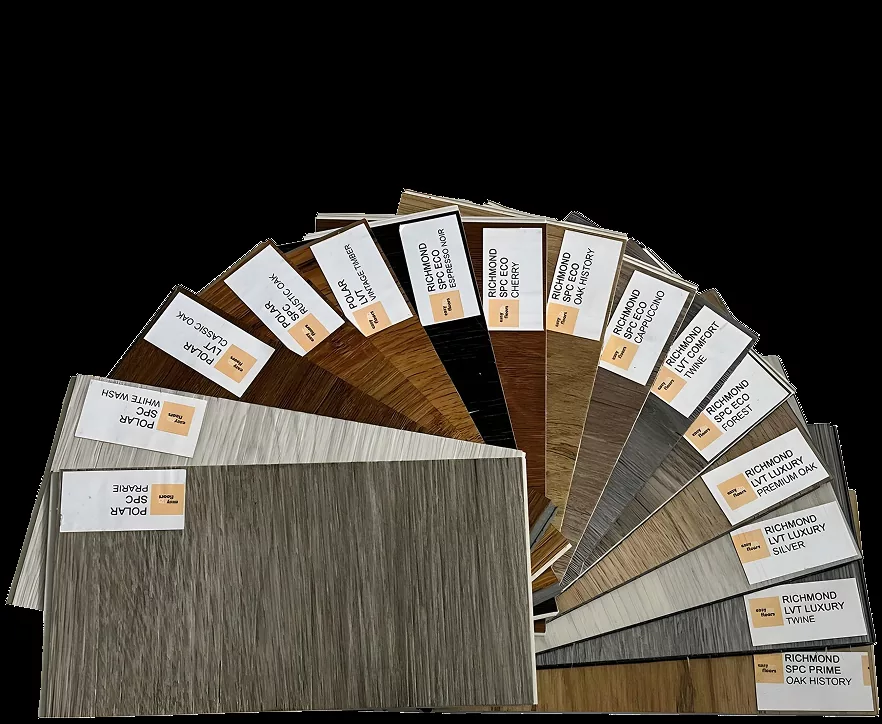 POLAR
SPC
PRARIE
easy
floors
POLAR
SPC
WHITE WASH
easy
floors
POLAR
LVT
CLASSIC OAK
easy
floors
POLAR
SPC
RUSTIC OAK
easy
floors
POLAR
LVT
VINTAGE TIMBER
easy
floors
RICHMOND
SPC ECO
ESPRESSO NOIR
easy
floors
RICHMOND
SPC ECO
CHERRY
easy
floors
RICHMOND
SPC ECO
OAK HISTORY
easy
floors
RICHMOND
SPC ECO
CAPPUCCINO
easy
floors
RICHMOND
LVT COMFORT
TWINE
easy
floors
RICHMOND
SPC ECO
FOREST
easy
floors
RICHMOND
LVT LUXURY
PREMIUM OAK
easy
floors
RICHMOND
LVT LUXURY
SILVER
easy
floors
RICHMOND
LVT LUXURY
TWINE
easy
floors
RICHMOND
SPC PRIME
OAK HISTORY
easy
floors